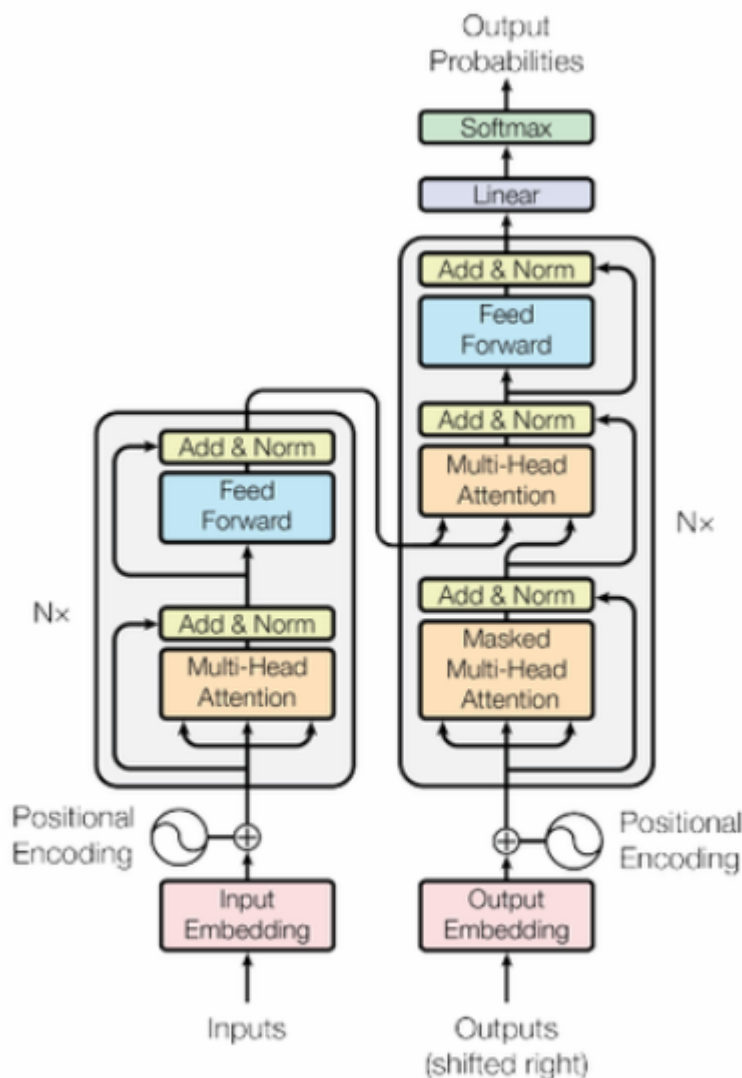 Output
Probabilities
Softmax
Linear
Add & Norm
Feed
Forward
Add & Norm
Multi-Head
Attention
Add & Norm
Masked
Multi-Head
Attention
Nx
Add & Norm
Feed
Forward
Add & Norm
Multi-Head
Attention
Nx
Positional
Encoding
Positional
Encoding
Input
Embedding
Output
Embedding
Inputs
Outputs
(shifted right)